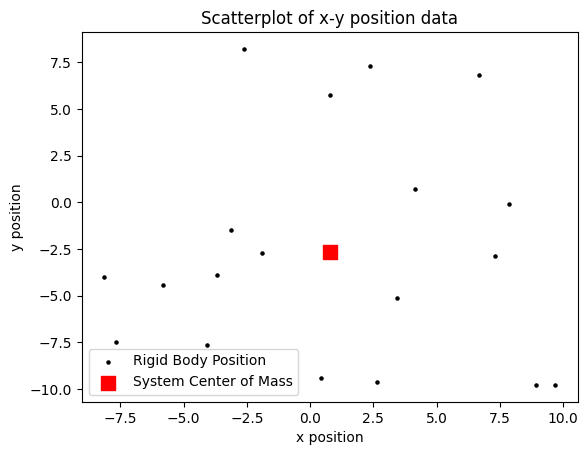 Scatterplot of x-y position data
7.5
5.0
2.5
0.0
−2.5
−5.0
−7.5
−10.0
y position
Rigid Body Position
System Center of Mass
−7.5 −5.0 −2.5 0.0 2.5 5.0 7.5 10.0
x position